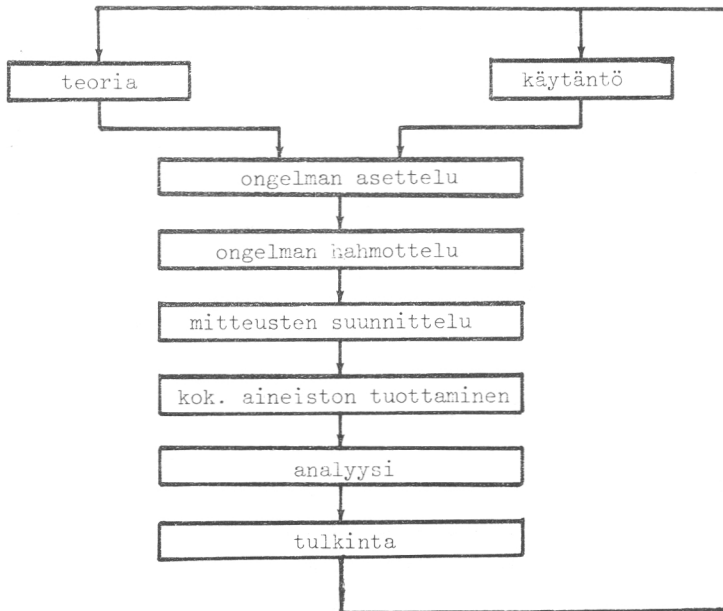 teoria
käytäntö
ongelman asettelu
ongelman hahmottelu
mitteusten suunnittelu
kok. aineiston tuottaminen
analyysi
tulkinta